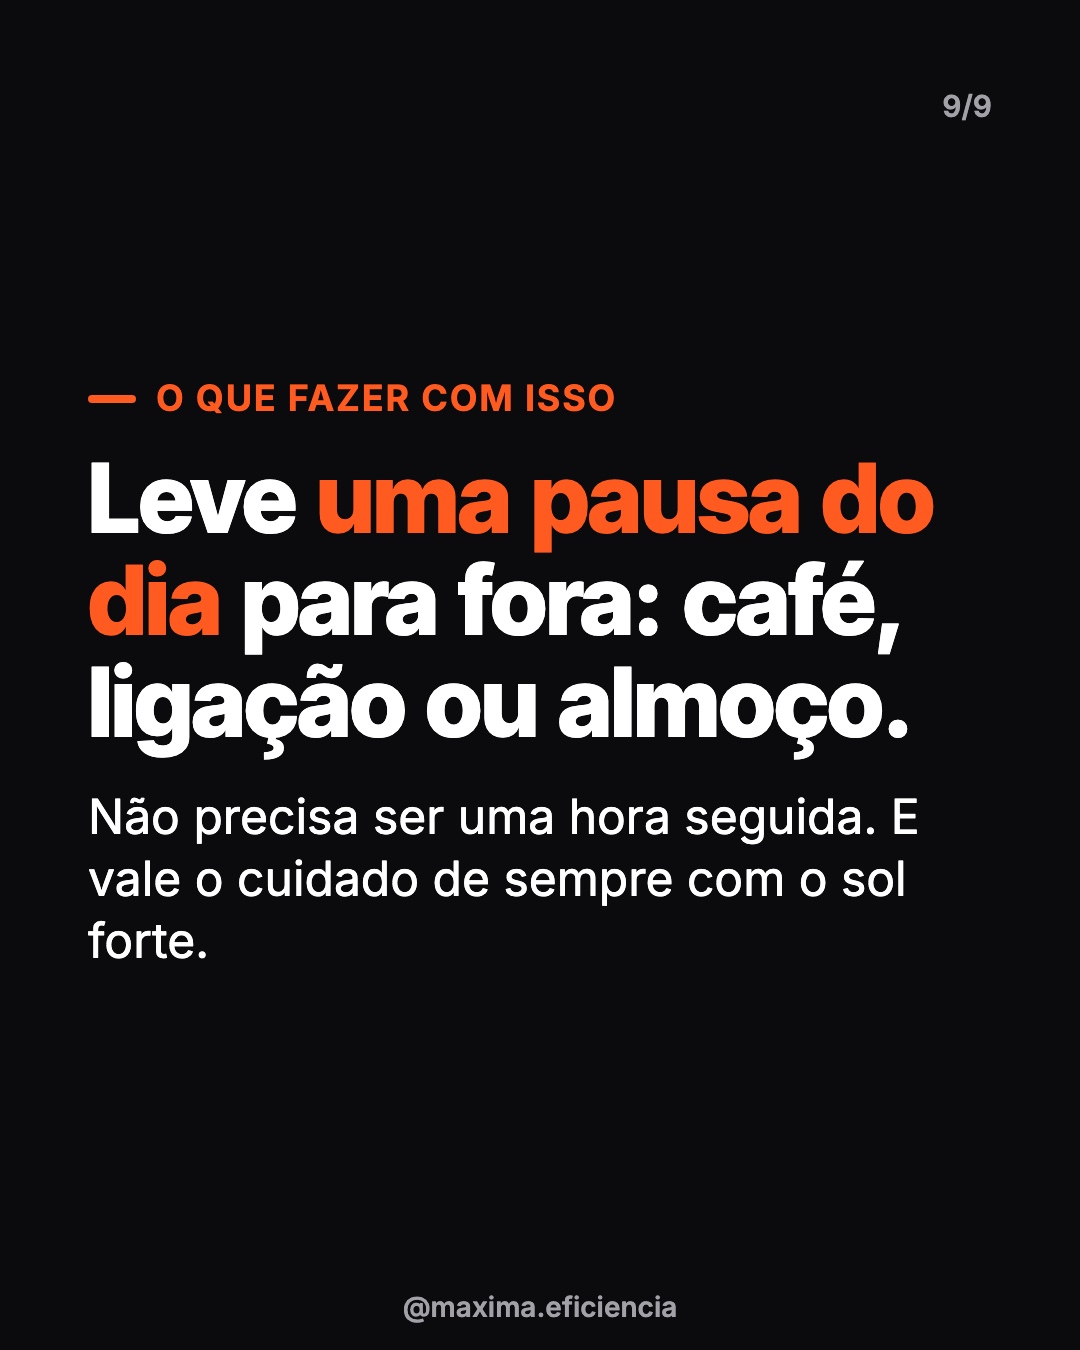 9/9
O QUE FAZER COM ISSO
Leve uma pausa do
dia para fora: café,
ligação ou almoço.
Não precisa ser uma hora seguida. E
vale o cuidado de sempre com o sol
forte.
@maxima.eficiencia